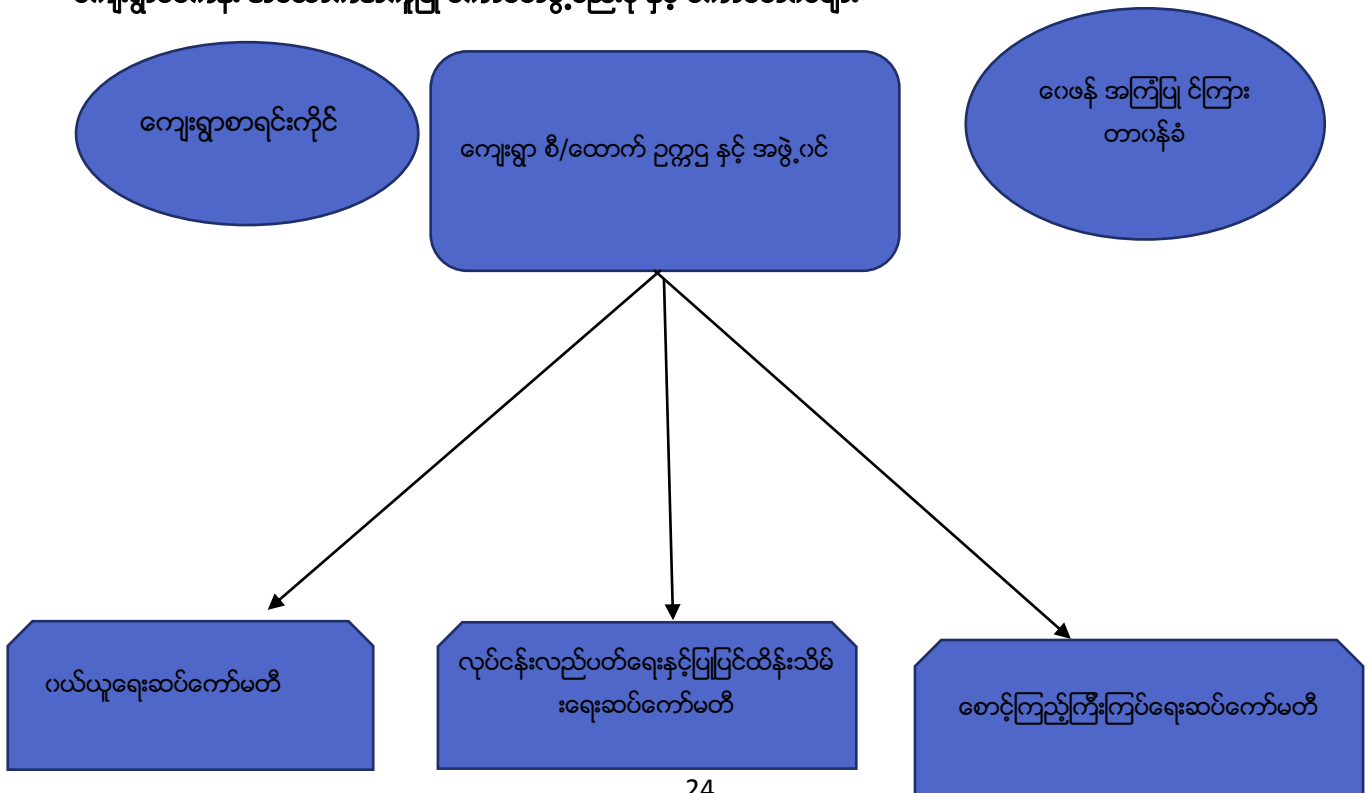 ကျေးရွာစာရင်းကိုင်
ကျေးရွာ စီ/ထောက် ဥက္ကဌ နှင့် အဖွဲ့ဝင်
ဝေဖန် အကြံပြု င်ကြား
တာဝန်ခံ
ဝယ်ယူရေးဆပ်ကော်မတီ
လုပ်ငန်းလည်ပတ်ရေးနှင့်ပြုပြင်ထိန်းသိမ်
းရေးဆပ်ကော်မတီ
စောင့်ကြည့်ကြီးကြပ်ရေးဆပ်ကော်မတီ
24